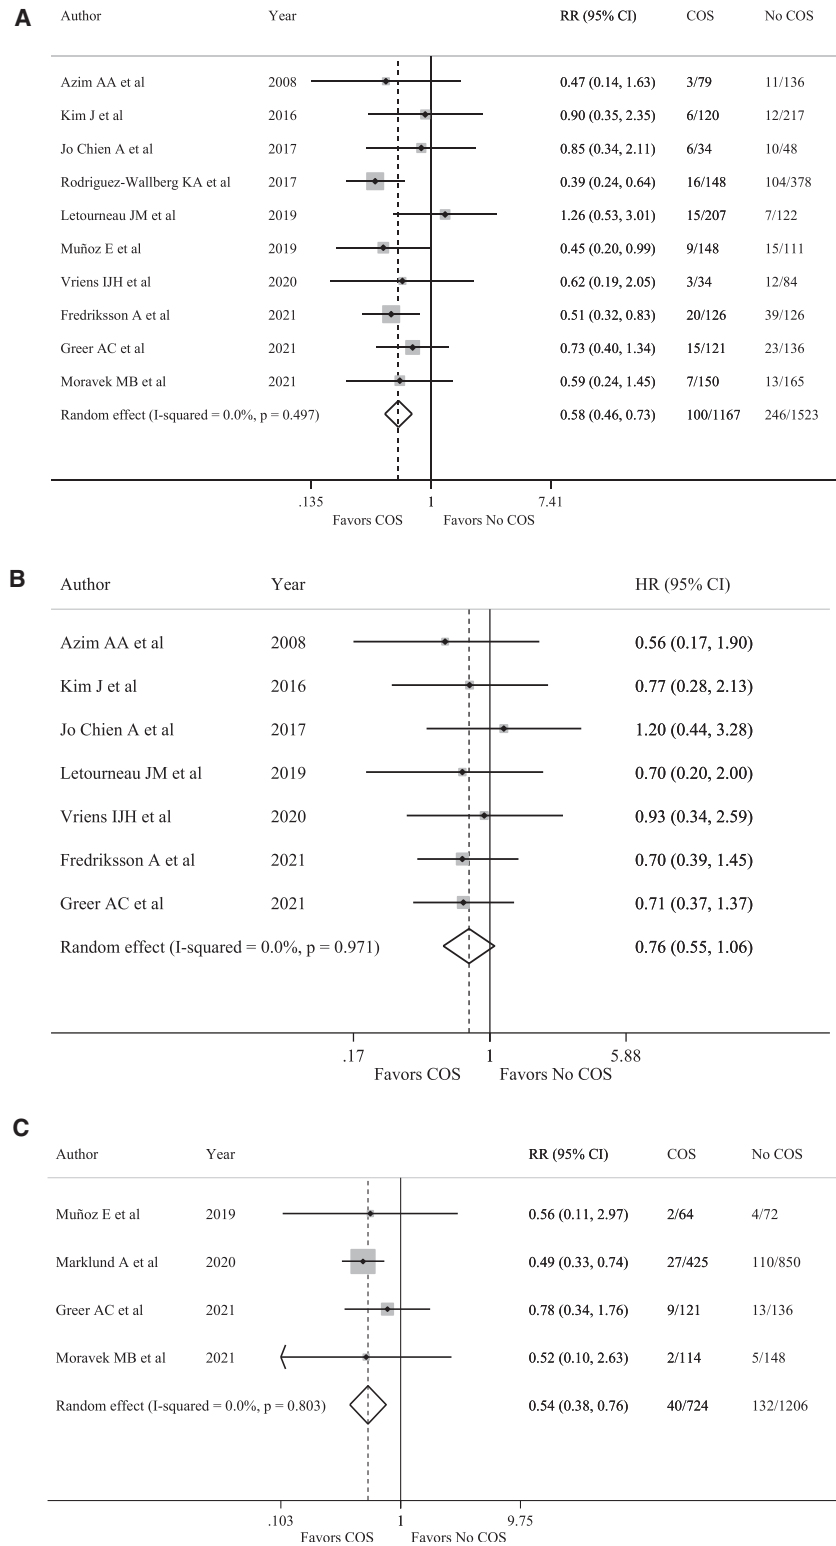 A
Author Year RR (95% CI) COS No COS
Azim AA et al 2008 0.47 (0.14, 1.63) 3/79 11/136
Kim J et al 2016 0.90 (0.35, 2.35) 6/120 12/217
Jo Chien A et al 2017 0.85 (0.34, 2.11) 6/34 10/48
Rodriguez-Wallberg KA et al 2017 0.39 (0.24, 0.64) 16/148 104/378
Letourneau JM et al 2019 1.26 (0.53, 3.01) 15/207 7/122
Muñoz E et al 2019 0.45 (0.20, 0.99) 9/148 15/111
Vriens IJH et al 2020 0.62 (0.19, 2.05) 3/34 12/84
Fredriksson A et al 2021 0.51 (0.32, 0.83) 20/126 39/126
Greer AC et al 2021 0.73 (0.40, 1.34) 15/121 23/136
Moravek MB et al 2021 0.59 (0.24, 1.45) 7/150 13/165
Random effect (I-squared = 0.0%, p = 0.497) 0.58 (0.46, 0.73) 100/1167 246/1523
.135 1 7.41
Favors COS Favors No COS
B
Author Year HR (95% CI)
Azim AA et al 2008 0.56 (0.17, 1.90)
Kim J et al 2016 0.77 (0.28, 2.13)
Jo Chien A et al 2017 1.20 (0.44, 3.28)
Letourneau JM et al 2019 0.70 (0.20, 2.00)
Vriens IJH et al 2020 0.93 (0.34, 2.59)
Fredriksson A et al 2021 0.70 (0.39, 1.45)
Greer AC et al 2021 0.71 (0.37, 1.37)
Random effect (I-squared = 0.0%, p = 0.971) 0.76 (0.55, 1.06)
.17 1 5.88
Favors COS Favors No COS
C
Author Year RR (95% CI) COS No COS
Muñoz E et al 2019 0.56 (0.11, 2.97) 2/64 4/72
Marklund A et al 2020 0.49 (0.33, 0.74) 27/425 110/850
Greer AC et al 2021 0.78 (0.34, 1.76) 9/121 13/136
Moravek MB et al 2021 0.52 (0.10, 2.63) 2/114 5/148
Random effect (I-squared = 0.0%, p = 0.803) 0.54 (0.38, 0.76) 40/724 132/1206
.103 1 9.75
Favors COS Favors No COS